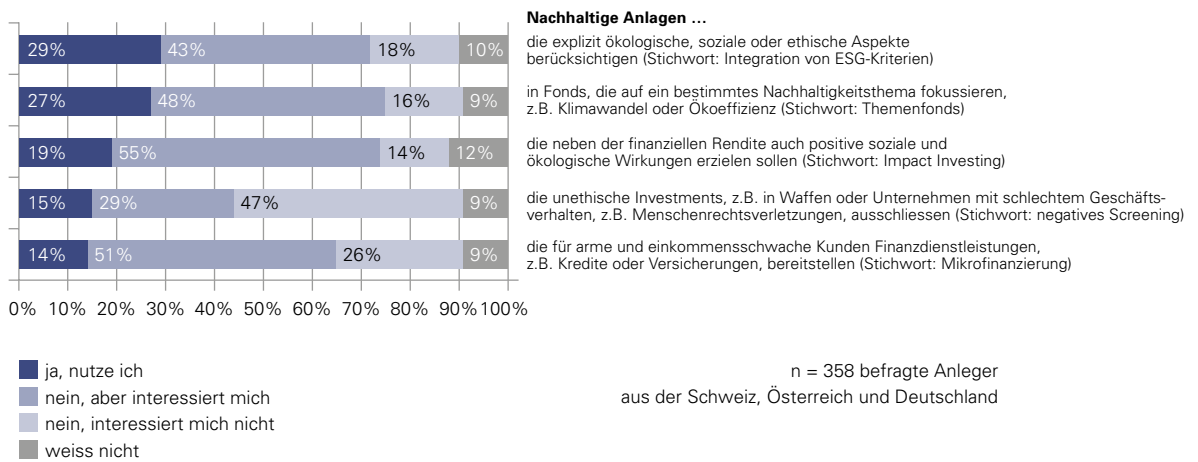 Nachhaltige Anlagen ...
29% 43% 18% 10%
die explizit ökologische, soziale oder ethische Aspekte
berücksichtigen (Stichwort: Integration von ESG-Kriterien)
27% 48% 16% 9%
in Fonds, die auf ein bestimmtes Nachhaltigkeitsthema fokussieren,
z.B. Klimawandel oder Ökoeffizienz (Stichwort: Themenfonds)
19% 55% 14% 12%
die neben der finanziellen Rendite auch positive soziale und
ökologische Wirkungen erzielen sollen (Stichwort: Impact Investing)
15% 29% 47% 9%
die unethische Investments, z.B. in Waffen oder Unternehmen mit schlechtem Geschäfts-
verhalten, z.B. Menschenrechtsverletzungen, ausschliessen (Stichwort: negatives Screening)
14% 51% 26% 9%
die für arme und einkommensschwache Kunden Finanzdienstleistungen,
z.B. Kredite oder Versicherungen, bereitstellen (Stichwort: Mikrofinanzierung)
0% 10% 20% 30% 40% 50% 60% 70% 80% 90% 100%
ja, nutze ich
nein, aber interessiert mich
nein, interessiert mich nicht
weiss nicht
n = 358 befragte Anleger
aus der Schweiz, Österreich und Deutschland